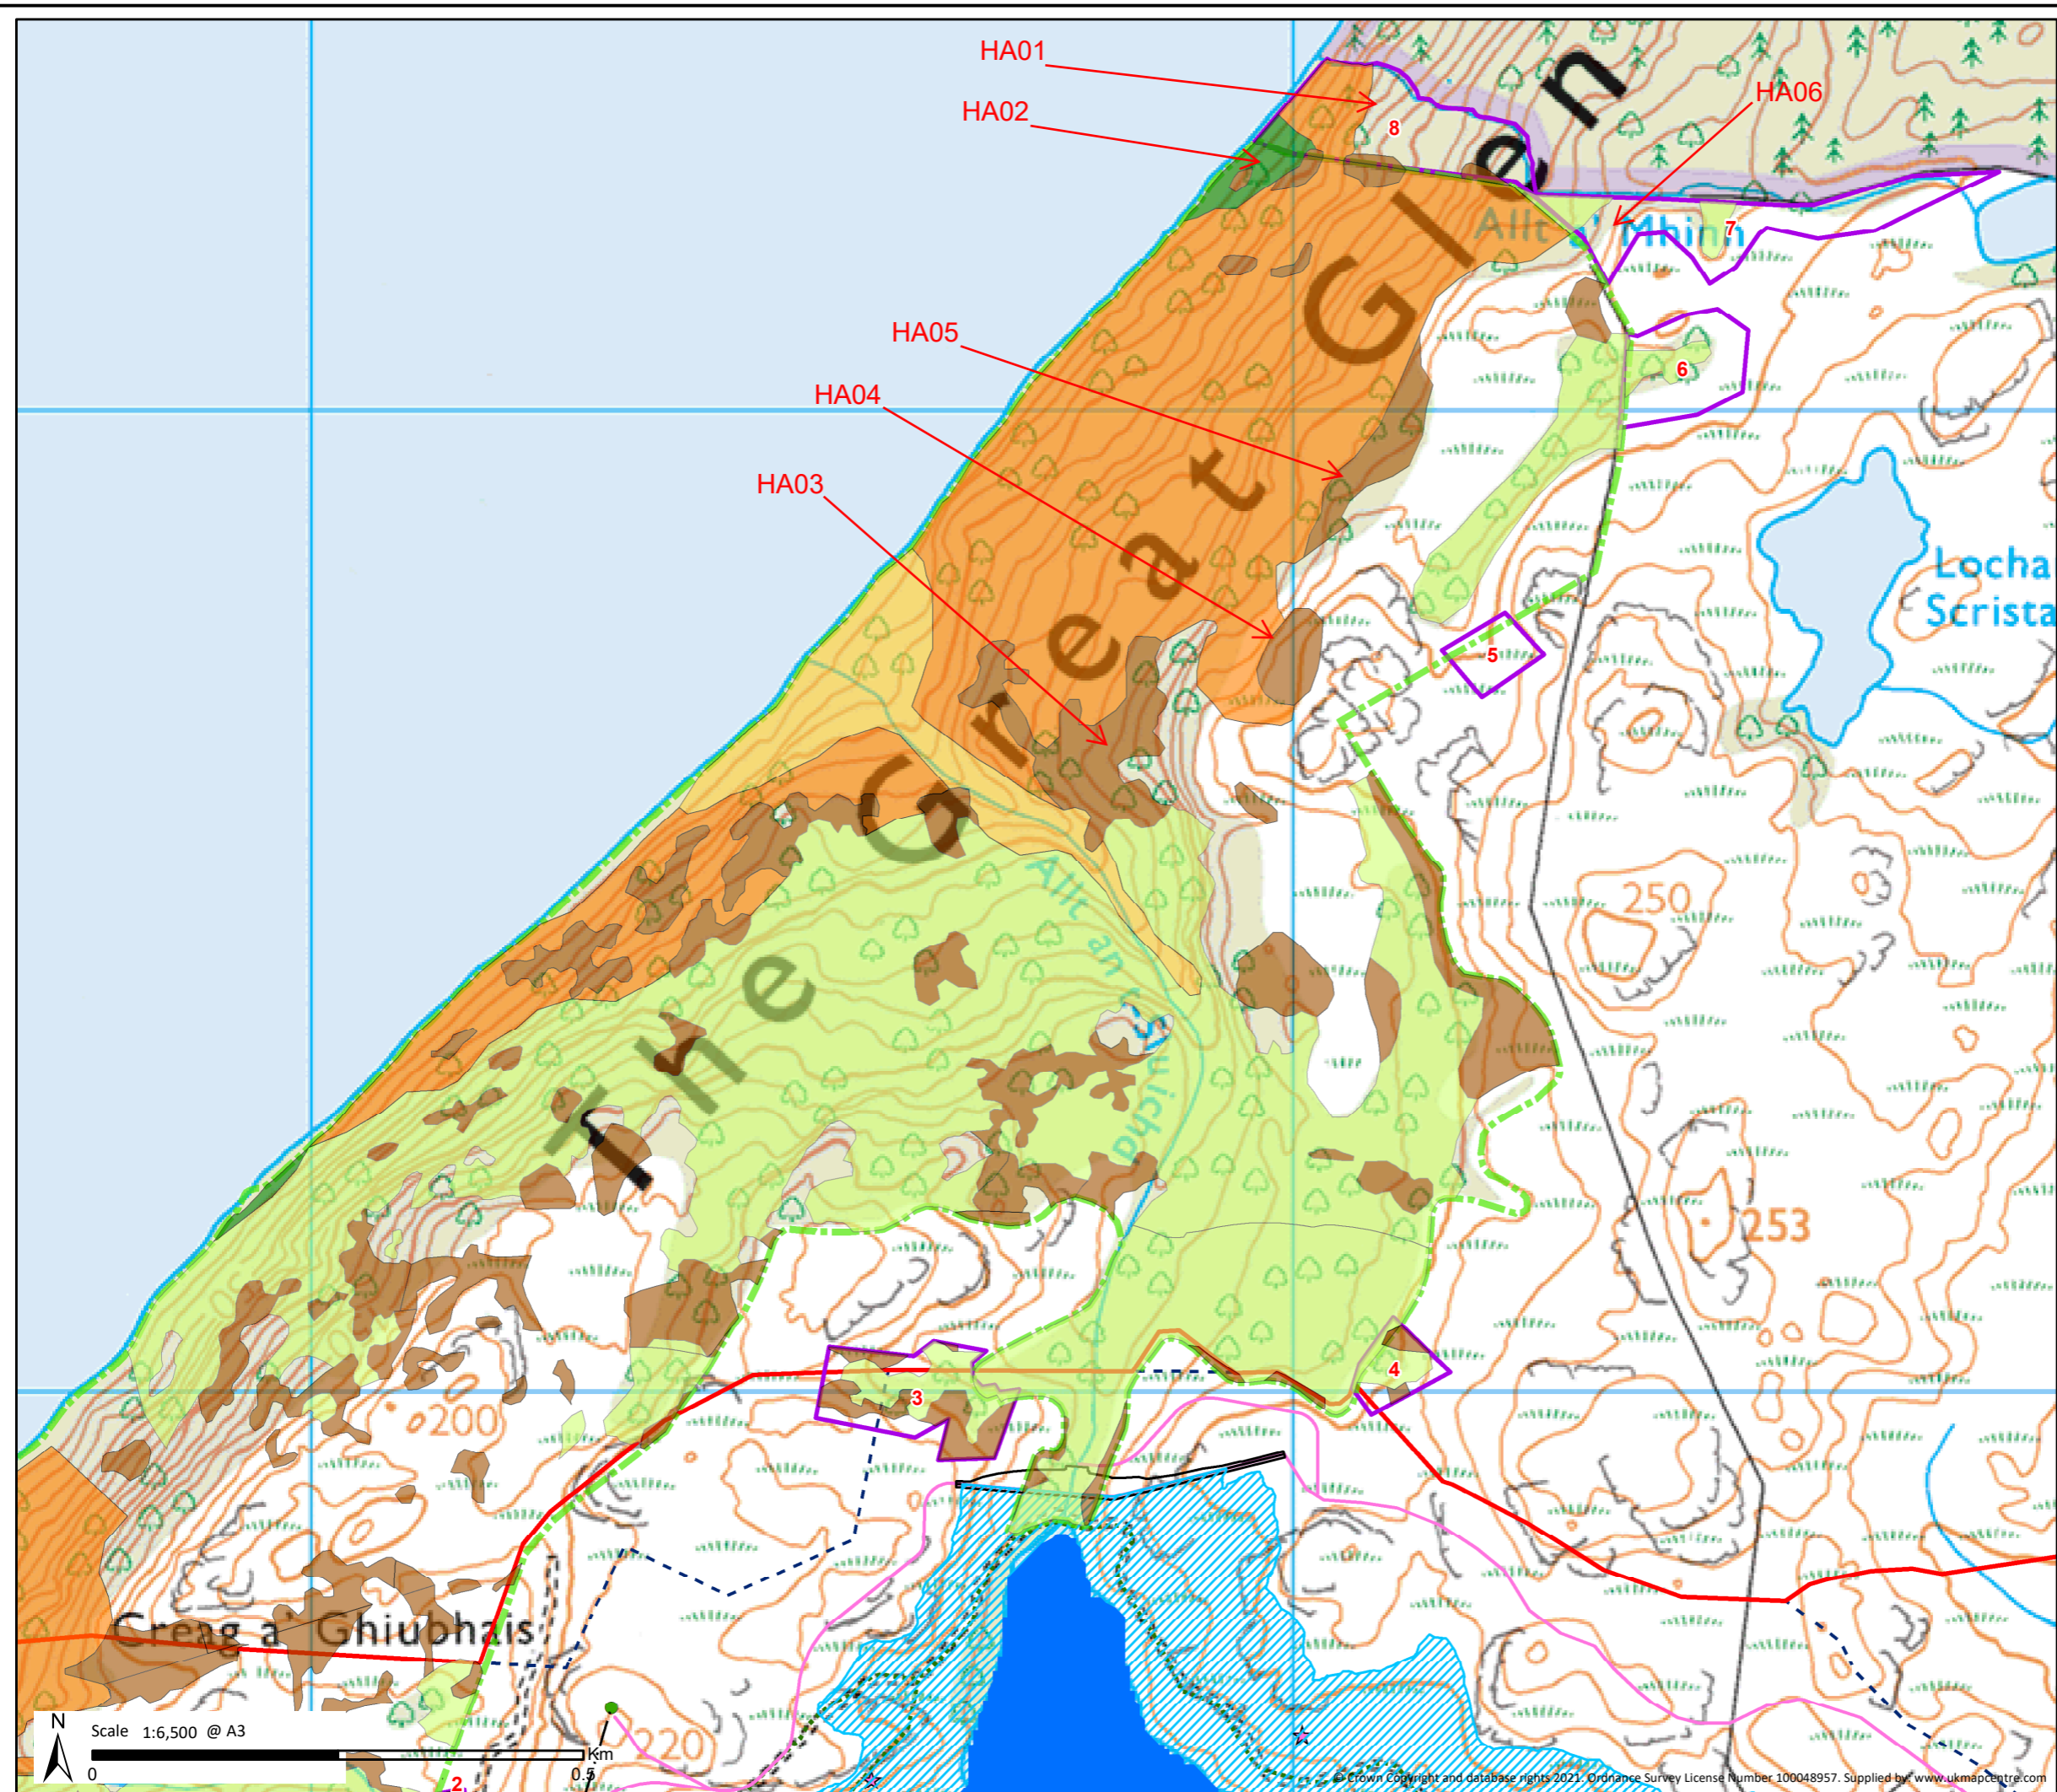 HA01
HA02
HA06
8
Allt a' Mhinn
7
HA05
HA04
6
HA03
Locha
Scrista
5
The Great Glen
Allt an t-Sluichd
250
253
3
4
200
Creag a' Ghiubhais
220
2
N
Scale 1:6,500 @ A3
Km
0
0.5
© Crown Copyright and database rights 2021. Ordnance Survey License Number 100048957. Supplied by: www.ukmapcentre.com